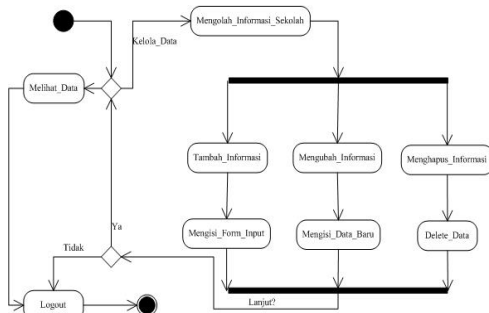 Mengolah_Informasi_Sekolah
Kelola_Data
Melihat_Data
Tambah_Informasi
Mengubah_Informasi
Menghapus_Informasi
Mengisi_Form_Input
Mengisi_Data_Baru
Delete_Data
Ya
Tidak
Lanjut?
Logout